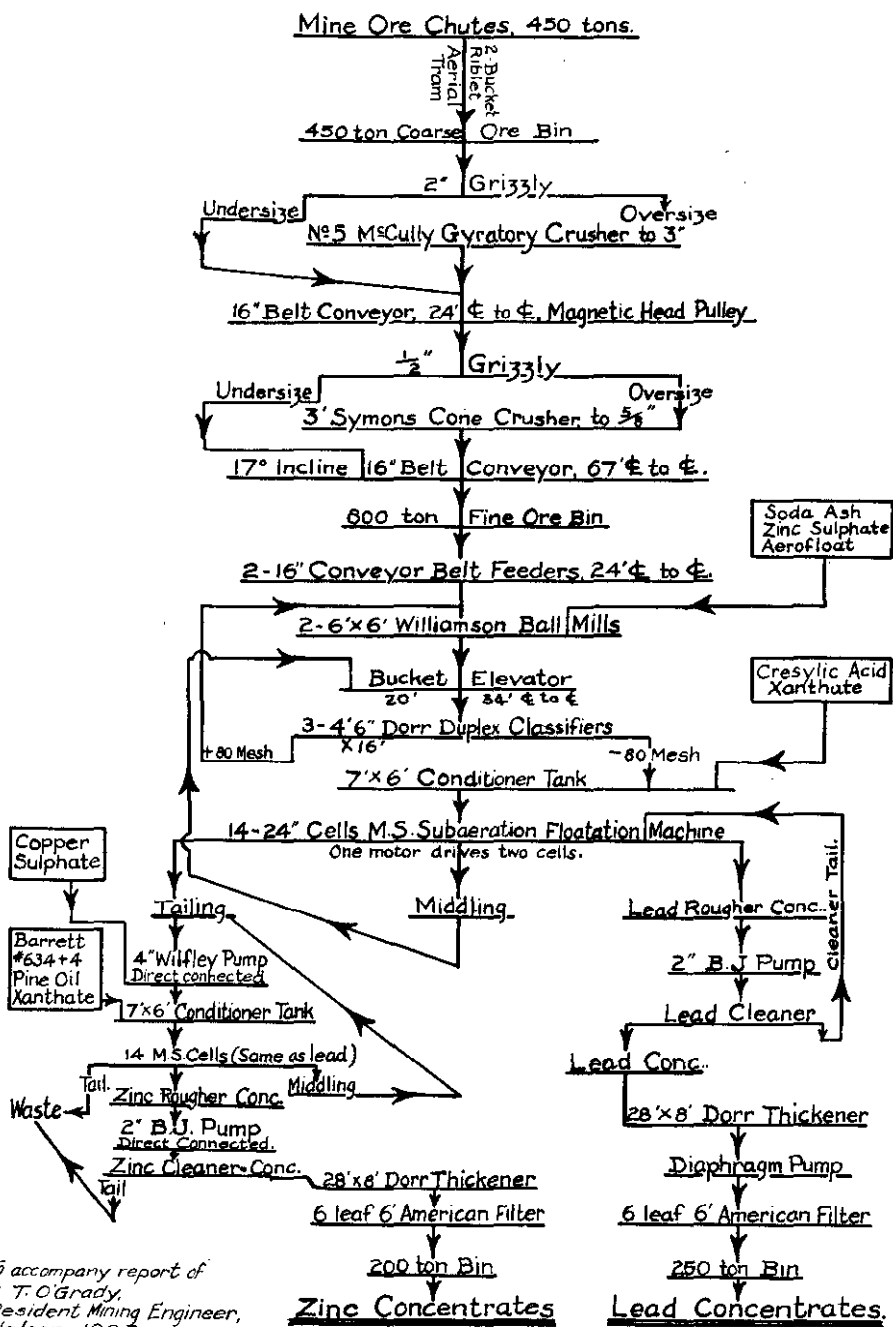 Mine Ore Chutes, 450 tons.
2-Bucket
Riblet
Aerial
Tram
450 ton Coarse Ore Bin
2" Grizzly
Undersize
Oversize
Nº5 McCully Gyratory Crusher to 3"
16" Belt Conveyor, 24' ℄ to ℄, Magnetic Head Pulley
1/2" Grizzly
Undersize
Oversize
3' Symons Cone Crusher to 5/8"
17° Incline 16" Belt Conveyor, 67' ℄ to ℄.
800 ton Fine Ore Bin
Soda Ash
Zinc Sulphate
Aerofloat
2-16" Conveyor Belt Feeders, 24' ℄ to ℄.
2-6'×6' Williamson Ball Mills
Bucket Elevator
20' 34' ℄ to ℄
Cresylic Acid
Xanthate
3-4'6" Dorr Duplex Classifiers
×16'
+80 Mesh
-80 Mesh
7'×6' Conditioner Tank
14-24" Cells M.S. Subaeration Floatation Machine
One motor drives two cells.
Cleaner Tail.
Copper
Sulphate
Tailing
Middling
Lead Rougher Conc.
Barrett
#634+4
Pine Oil
Xanthate
4" Wilfley Pump
Direct connected
2" B.J Pump
7'×6' Conditioner Tank
Lead Cleaner
14 M.S. Cells (Same as lead)
Lead Conc.
Tail.
Zinc Rougher Conc.
Middling
Waste
2" B.J. Pump
Direct Connected.
28'×8' Dorr Thickener
Zinc Cleaner Conc.
Tail
28'×8' Dorr Thickener
Diaphragm Pump
6 leaf 6' American Filter
6 leaf 6' American Filter
200 ton Bin
250 ton Bin
Zinc Concentrates
Lead Concentrates.
accompany report of
T. O'Grady,
Resident Mining Engineer,